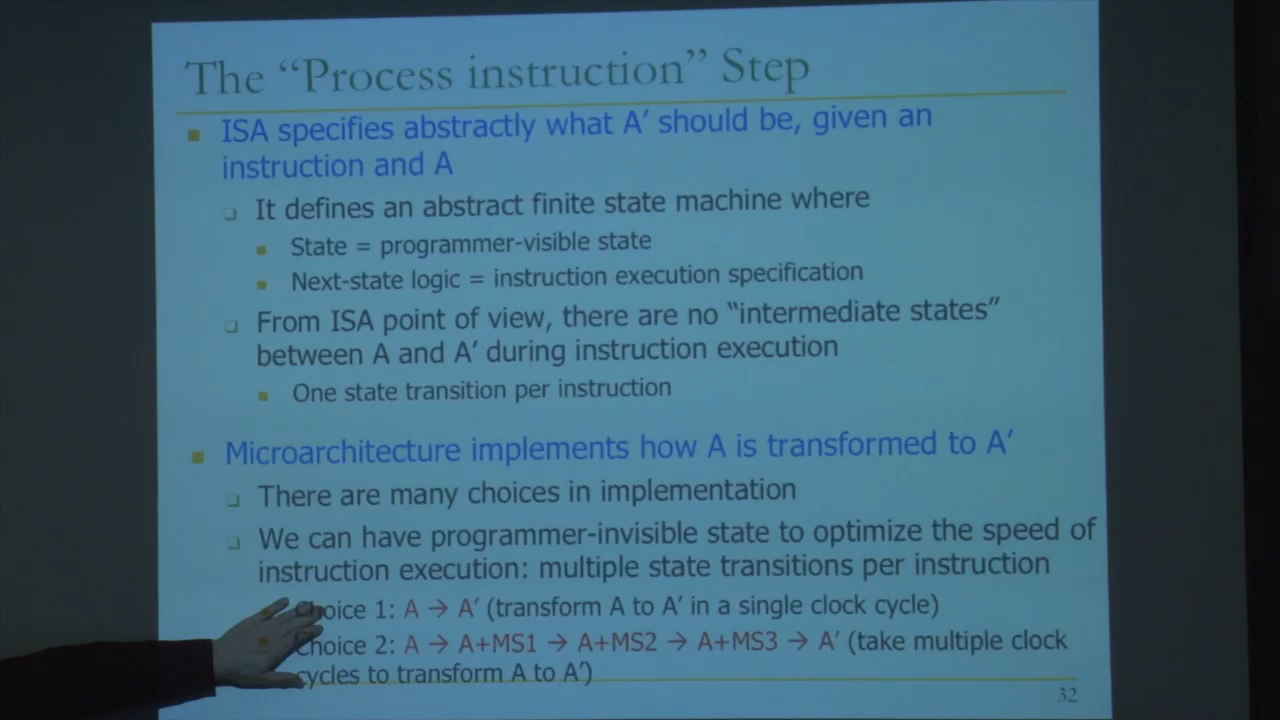 The “Process instruction” Step
ISA specifies abstractly what A’ should be, given an
instruction and A
It defines an abstract finite state machine where
State = programmer-visible state
Next-state logic = instruction execution specification
From ISA point of view, there are no “intermediate states”
between A and A’ during instruction execution
One state transition per instruction
Microarchitecture implements how A is transformed to A’
There are many choices in implementation
We can have programmer-invisible state to optimize the speed of
instruction execution: multiple state transitions per instruction
Choice 1: A → A’ (transform A to A’ in a single clock cycle)
Choice 2: A → A+MS1 → A+MS2 → A+MS3 → A’ (take multiple clock
cycles to transform A to A’)
32